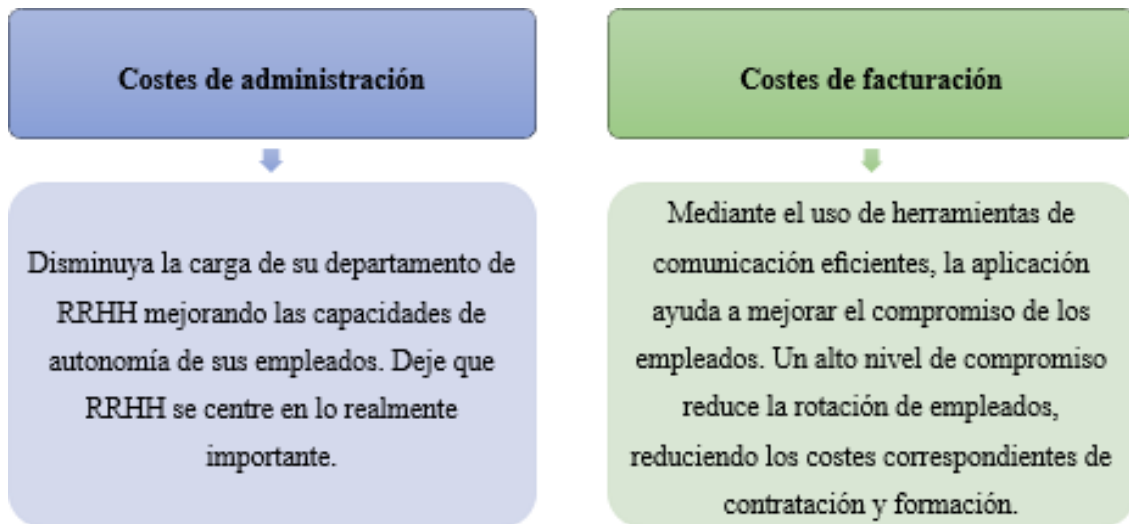 Costes de administración
Disminuya la carga de su departamento de
RRHH mejorando las capacidades de
autonomía de sus empleados. Deje que
RRHH se centre en lo realmente
importante.
Costes de facturación
Mediante el uso de herramientas de
comunicación eficientes, la aplicación
ayuda a mejorar el compromiso de los
empleados. Un alto nivel de compromiso
reduce la rotación de empleados,
reduciendo los costes correspondientes de
contratación y formación.